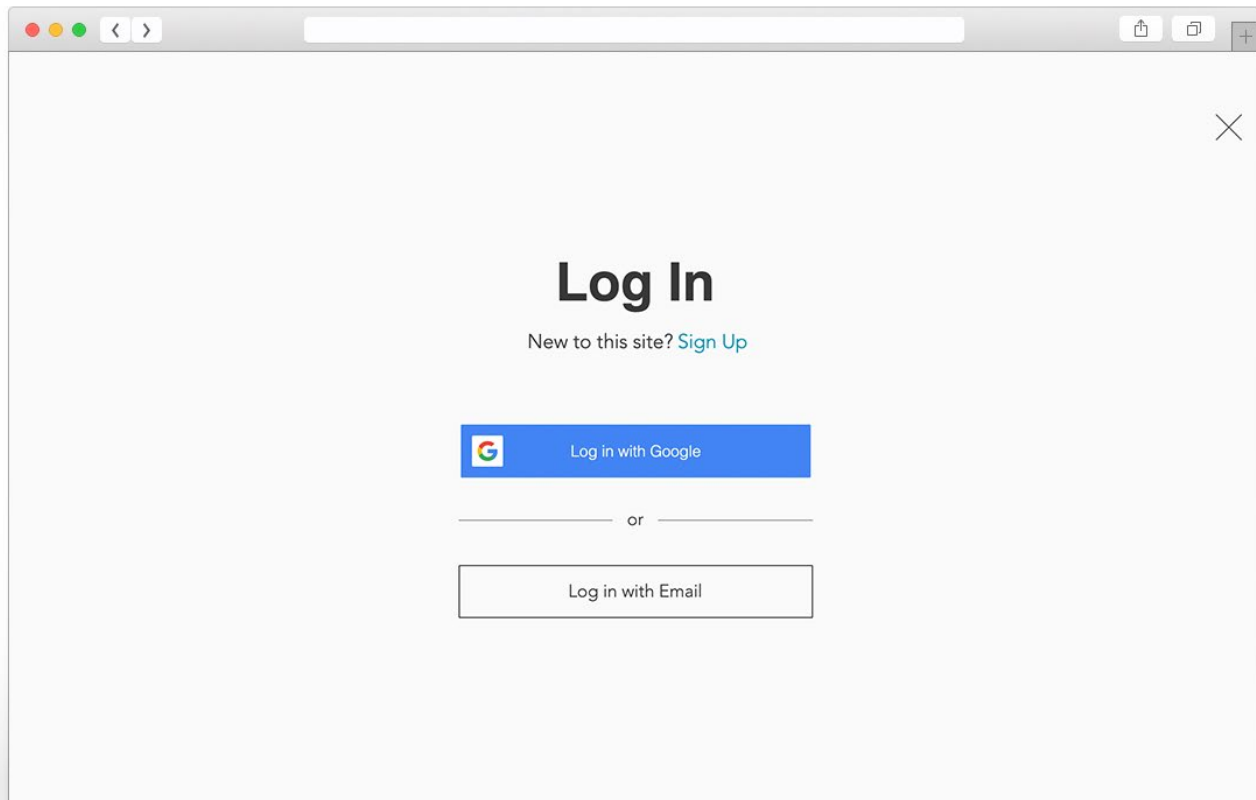 Log In
New to this site? Sign Up
Log in with Google
or
Log in with Email